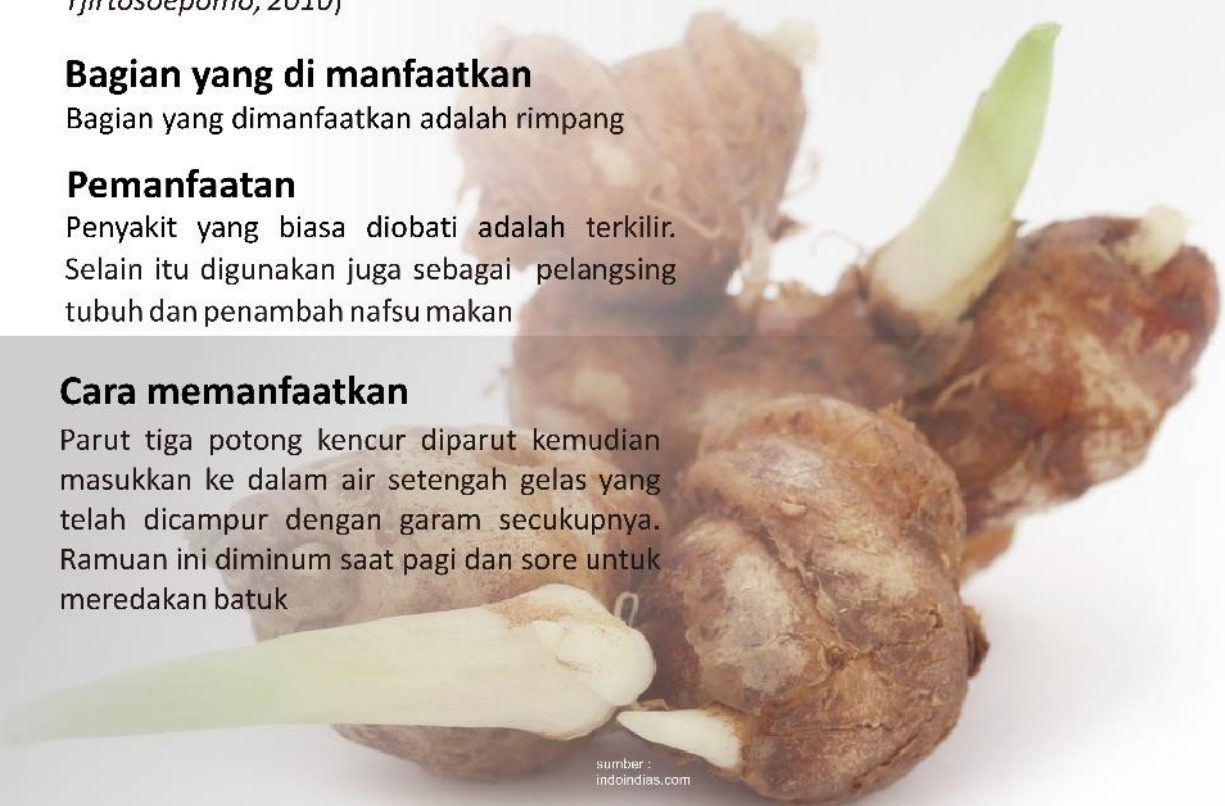 Tjirtosoepomo, 2010)
Bagian yang di manfaatkan
Bagian yang dimanfaatkan adalah rimpang
Pemanfaatan
Penyakit yang biasa diobati adalah terkilir.
Selain itu digunakan juga sebagai pelangsing
tubuh dan penambah nafsu makan
Cara memanfaatkan
Parut tiga potong kencur diparut kemudian
masukkan ke dalam air setengah gelas yang
telah dicampur dengan garam secukupnya.
Ramuan ini diminum saat pagi dan sore untuk
meredakan batuk
sumber :
indoindias.com